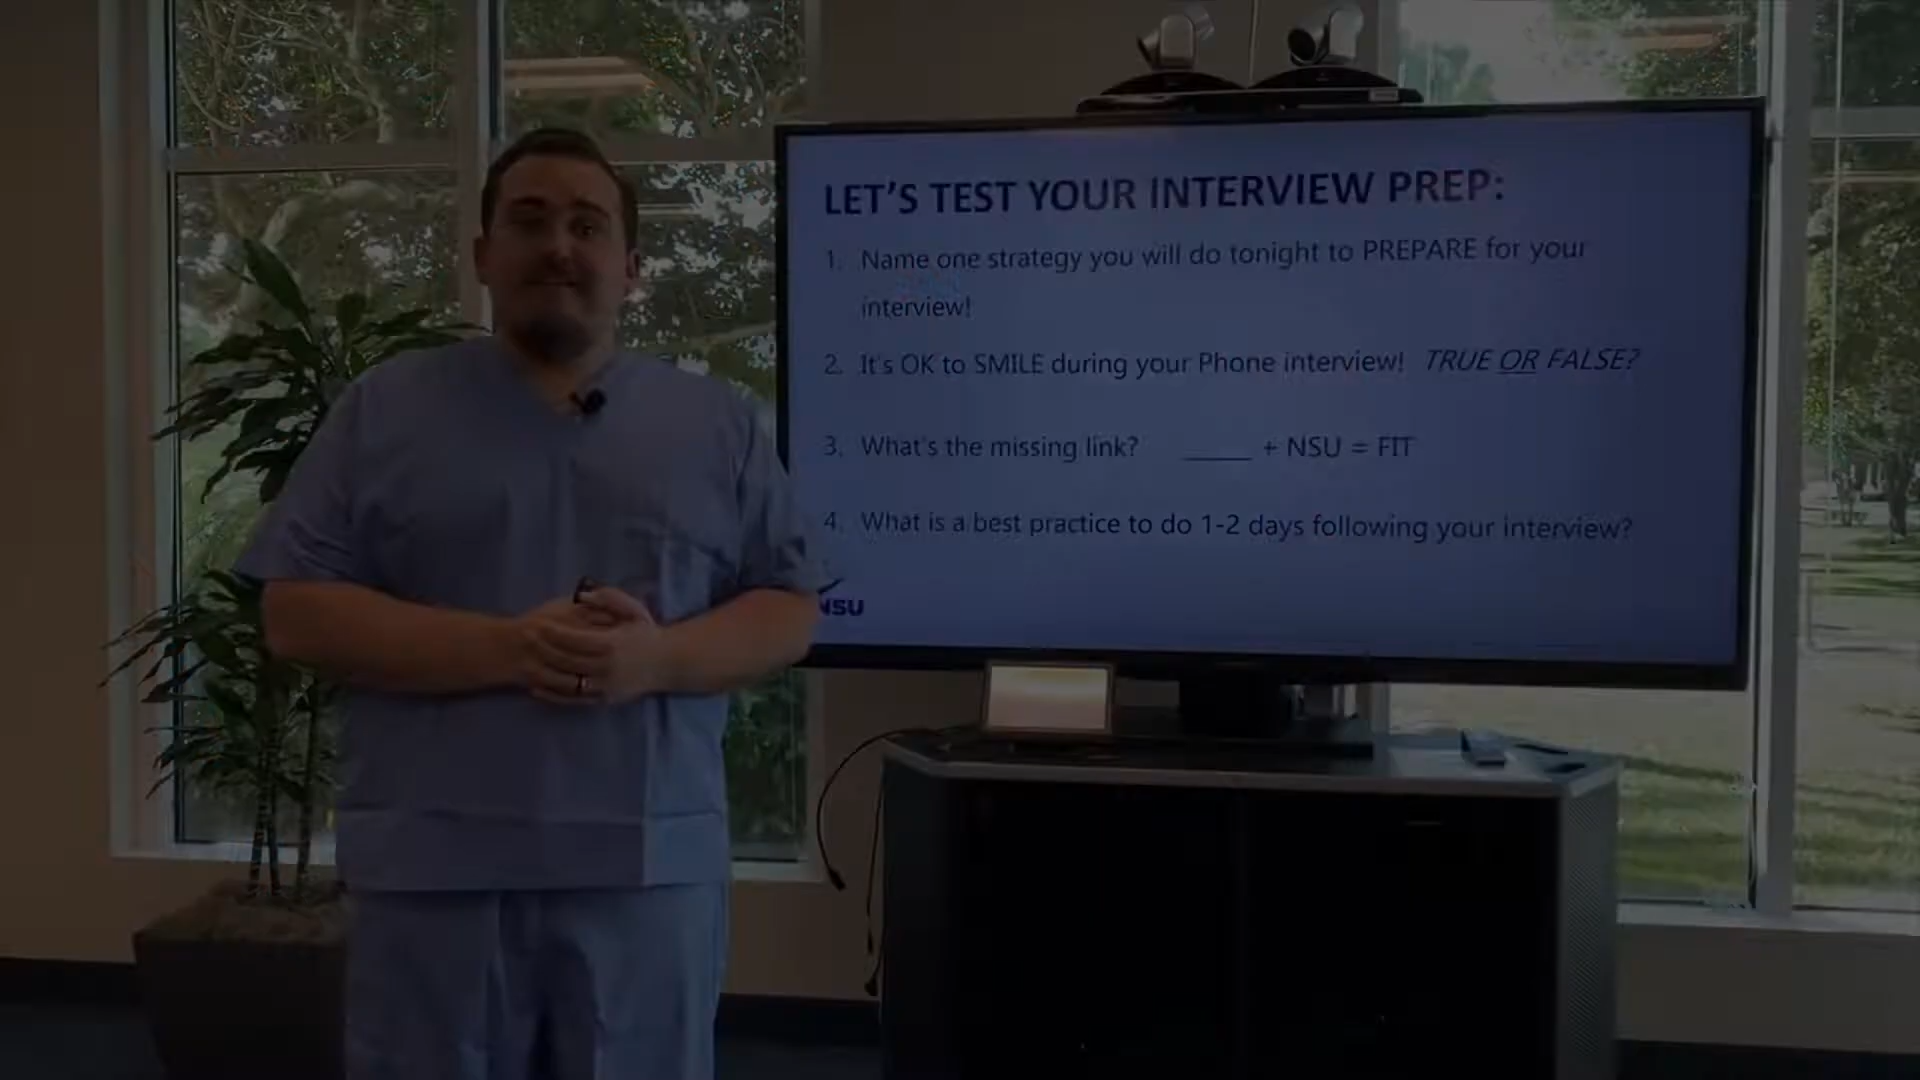 LET'S TEST YOUR INTERVIEW PREP:
1. Name one strategy you will do tonight to PREPARE for your
interview!
2. It's OK to SMILE during your Phone interview! TRUE OR FALSE?
3. What's the missing link? _____ + NSU = FIT
4. What is a best practice to do 1-2 days following your interview?
NSU